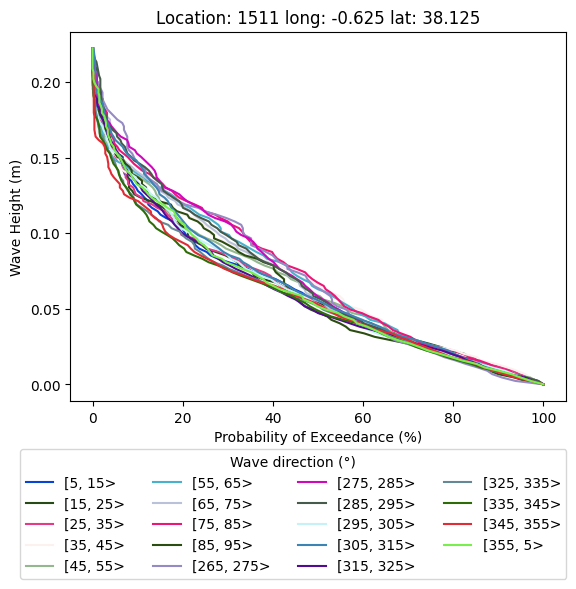 Location: 1511 long: -0.625 lat: 38.125
Wave Height (m)
0.20
0.15
0.10
0.05
0.00
0 20 40 60 80 100
Probability of Exceedance (%)
Wave direction (°)
[5, 15> [55, 65> [275, 285> [325, 335>
[15, 25> [65, 75> [285, 295> [335, 345>
[25, 35> [75, 85> [295, 305> [345, 355>
[35, 45> [85, 95> [305, 315> [355, 5>
[45, 55> [265, 275> [315, 325>